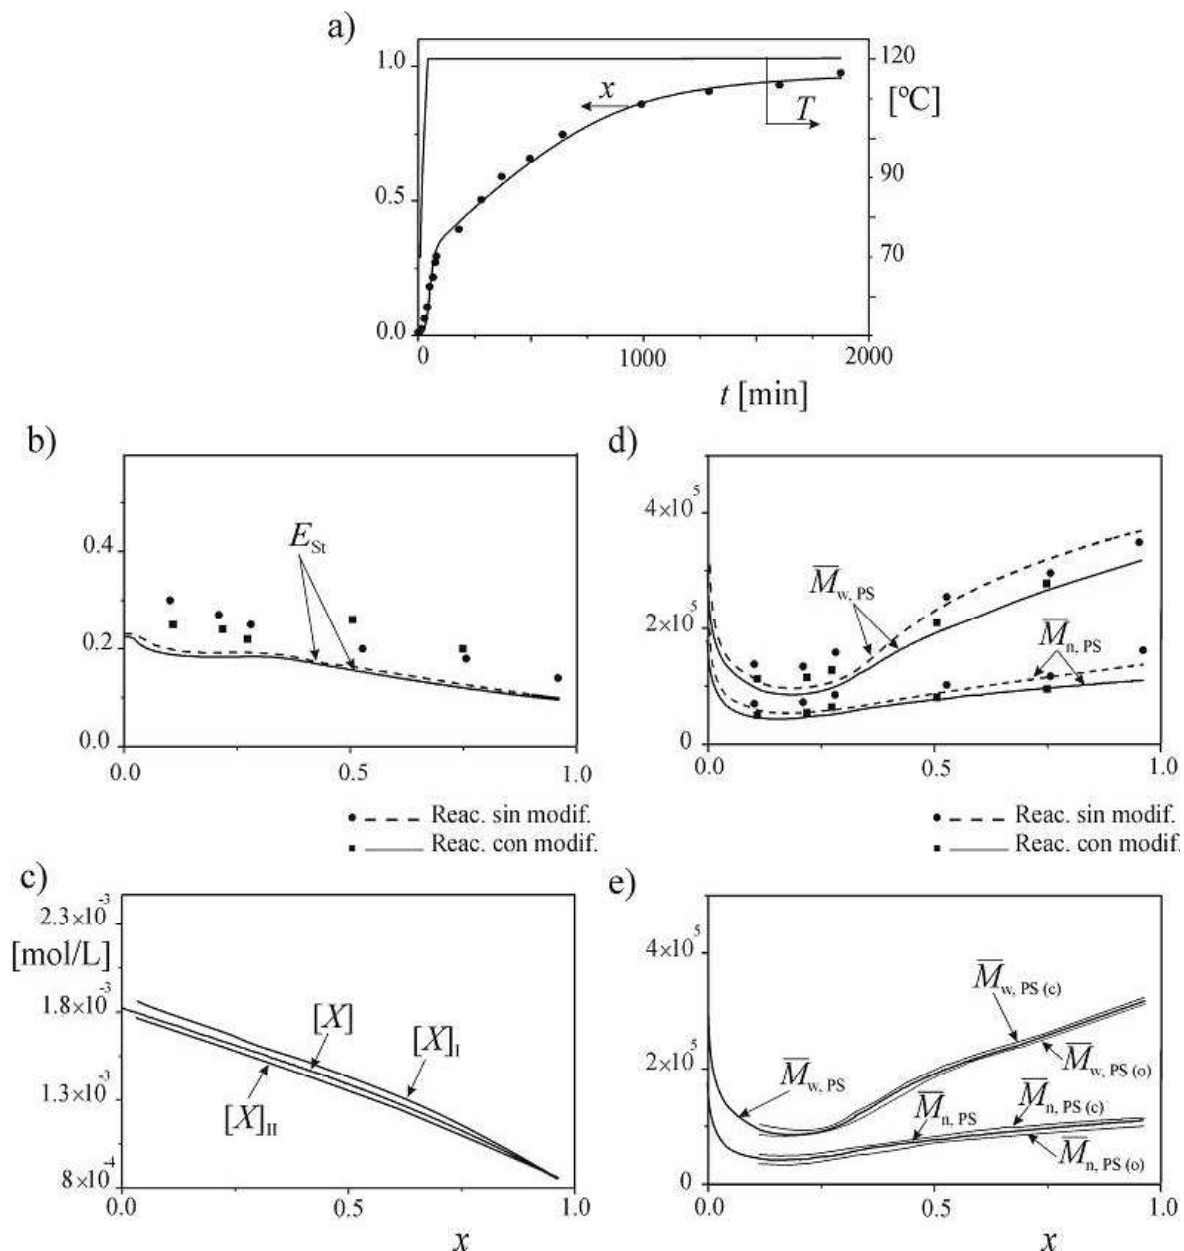 a)
1.0
0.5
0.0
x
T
120
[ºC]
90
70
0
1000
2000
t [min]
b)
0.4
0.2
0.0
E_St
0.0
0.5
1.0
Reac. sin modif.
Reac. con modif.
d)
4×10^5
2×10^5
0
M̅_w, PS
M̅_n, PS
0.0
0.5
1.0
Reac. sin modif.
Reac. con modif.
c)
2.3×10^-3
[mol/L]
1.8×10^-3
1.3×10^-3
8×10^-4
[X]
[X]_I
[X]_II
0.0
0.5
1.0
x
e)
4×10^5
2×10^5
0
M̅_w, PS (c)
M̅_w, PS
M̅_w, PS (o)
M̅_n, PS
M̅_n, PS (c)
M̅_n, PS (o)
0.0
0.5
1.0
x